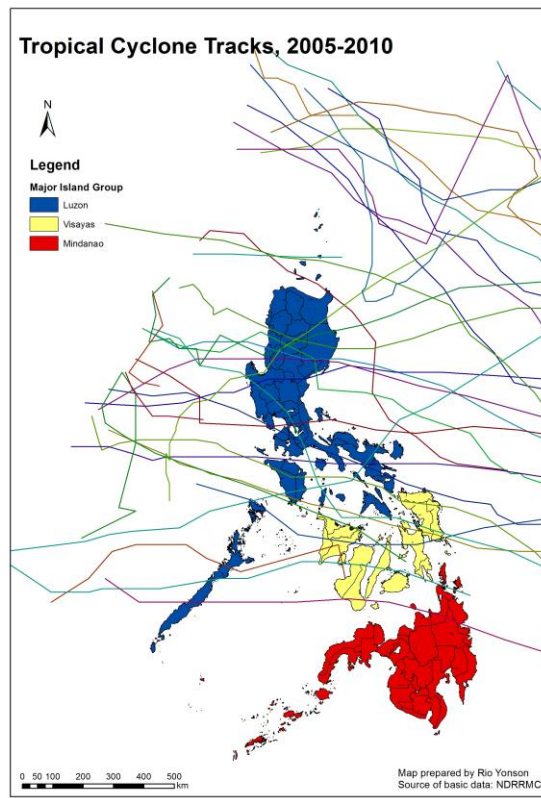 Tropical Cyclone Tracks, 2005-2010
N
Legend
Major Island Group
Luzon
Visayas
Mindanao
0 50 100 200 300 400 500
km
Map prepared by Rio Yonson
Source of basic data: NDRRMC